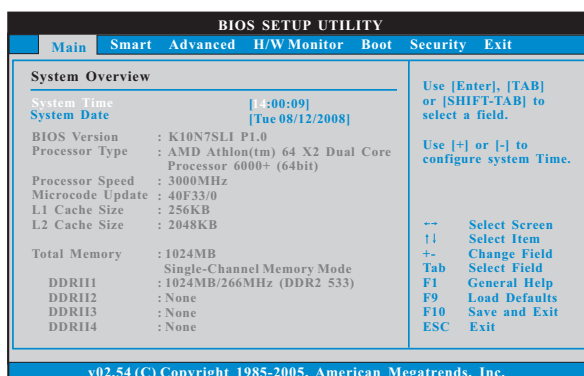 BIOS SETUP UTILITY
Main Smart Advanced H/W Monitor Boot Security Exit
System Overview
System Time [14:00:09]
System Date [Tue 08/12/2008]
BIOS Version : K10N7SLI P1.0
Processor Type : AMD Athlon(tm) 64 X2 Dual Core
Processor 6000+ (64bit)
Processor Speed : 3000MHz
Microcode Update : 40F33/0
L1 Cache Size : 256KB
L2 Cache Size : 2048KB
Total Memory : 1024MB
Single-Channel Memory Mode
DDRII1 : 1024MB/266MHz (DDR2 533)
DDRII2 : None
DDRII3 : None
DDRII4 : None
Use [Enter], [TAB]
or [SHIFT-TAB] to
select a field.
Use [+] or [-] to
configure system Time.
←→ Select Screen
↑↓ Select Item
+- Change Field
Tab Select Field
F1 General Help
F9 Load Defaults
F10 Save and Exit
ESC Exit
v02.54 (C) Copyright 1985-2005, American Megatrends, Inc.